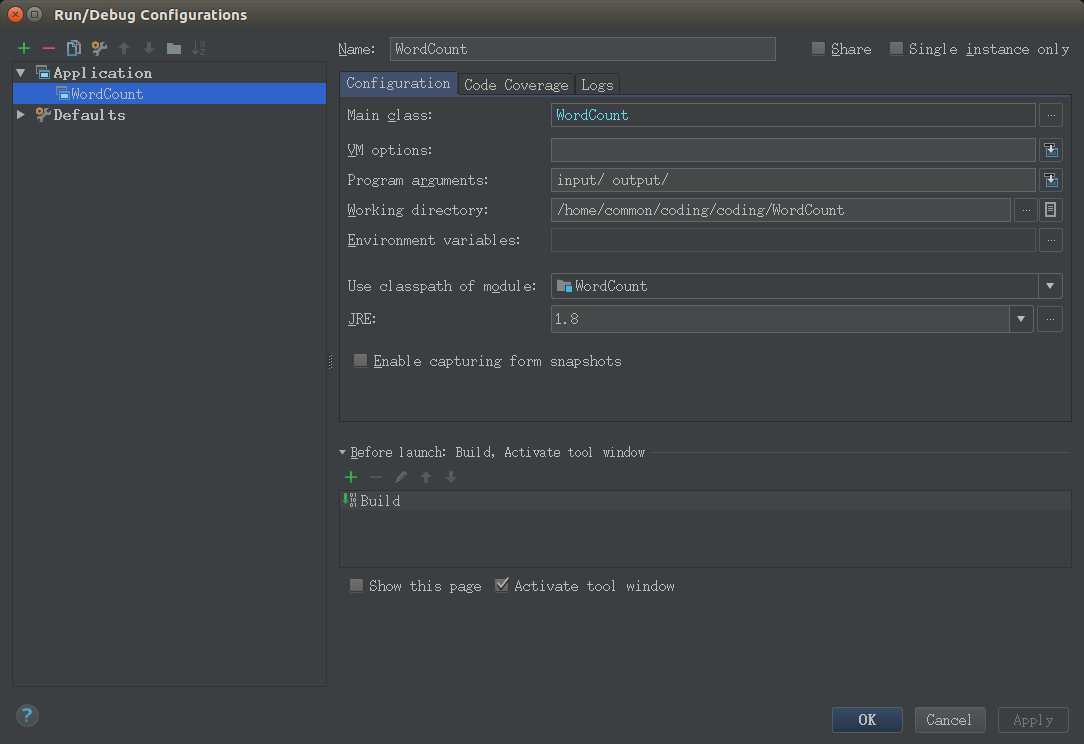 Run/Debug Configurations
Name: WordCount
Share
Single instance only
Application
WordCount
Defaults
Configuration
Code Coverage
Logs
Main class: WordCount
VM options:
Program arguments: input/ output/
Working directory: /home/common/coding/coding/WordCount
Environment variables:
Use classpath of module: WordCount
JRE: 1.8
Enable capturing form snapshots
Before launch: Build, Activate tool window
Build
Show this page
Activate tool window
?
OK
Cancel
Apply